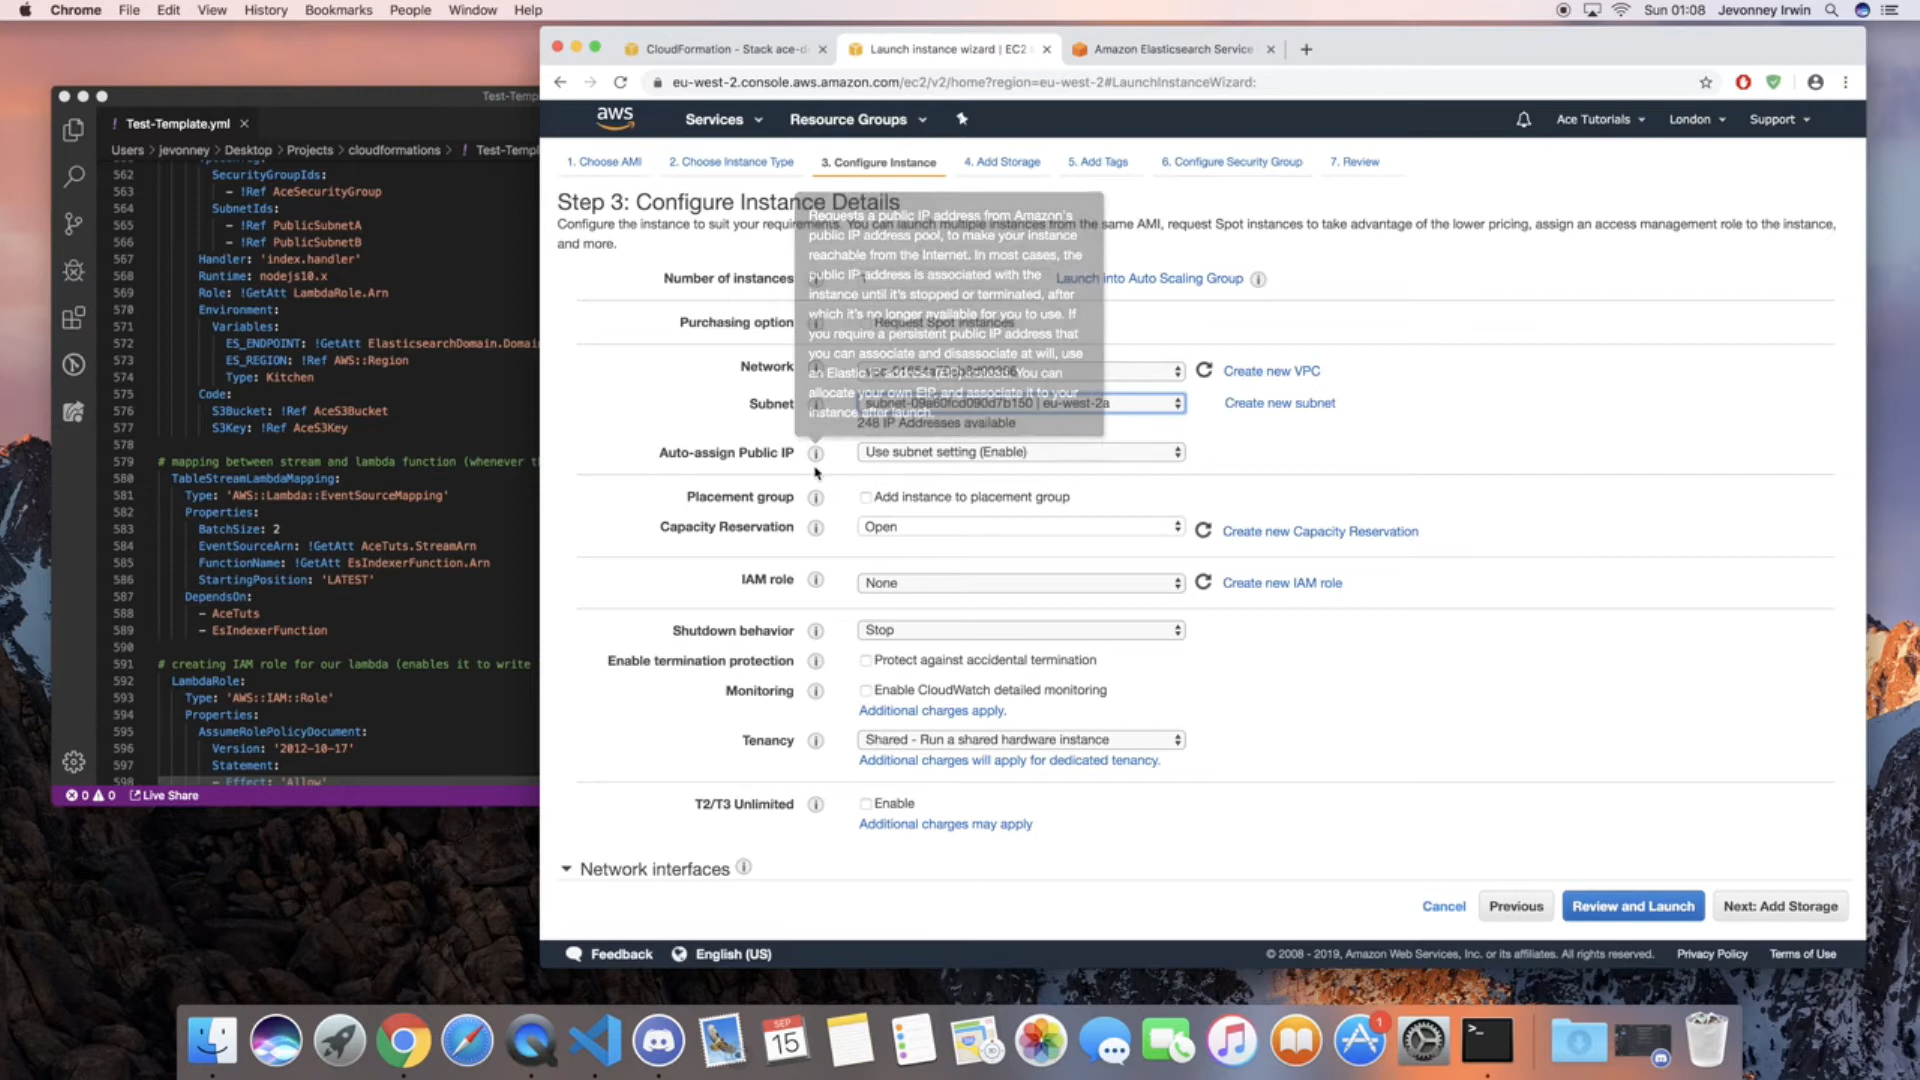 Chrome File Edit View History Bookmarks People Window Help
Sun 01:08 Jevonney Irwin
CloudFormation - Stack ace-d
Launch instance wizard | EC2
Amazon Elasticsearch Service
eu-west-2.console.aws.amazon.com/ec2/v2/home?region=eu-west-2#LaunchInstanceWizard:
aws Services Resource Groups Ace Tutorials London Support
1. Choose AMI 2. Choose Instance Type 3. Configure Instance 4. Add Storage 5. Add Tags 6. Configure Security Group 7. Review
Step 3: Configure Instance Details
Configure the instance to suit your requirements. You can launch multiple instances from the same AMI, request Spot instances to take advantage of the lower pricing, assign an access management role to the instance,
and more.
Requests a public IP address from Amazon's
public IP address pool, to make your instance
reachable from the Internet. In most cases, the
public IP address is associated with the
instance until it's stopped or terminated, after
which it's no longer available for you to use. If
you require a persistent public IP address that
you can associate and disassociate at will, use
an Elastic IP address (EIP) instead. You can
allocate your own EIP, and associate it to your
instance after launch.
Number of instances Launch into Auto Scaling Group
Purchasing option Request Spot instances
Network Create new VPC
Subnet subnet-09a60fcd090d7b150 | eu-west-2a Create new subnet
248 IP Addresses available
Auto-assign Public IP Use subnet setting (Enable)
Placement group Add instance to placement group
Capacity Reservation Open Create new Capacity Reservation
IAM role None Create new IAM role
Shutdown behavior Stop
Enable termination protection Protect against accidental termination
Monitoring Enable CloudWatch detailed monitoring
Additional charges apply.
Tenancy Shared - Run a shared hardware instance
Additional charges will apply for dedicated tenancy.
T2/T3 Unlimited Enable
Additional charges may apply
Network interfaces
Cancel Previous Review and Launch Next: Add Storage
Feedback English (US) © 2008 - 2019, Amazon Web Services, Inc. or its affiliates. All rights reserved. Privacy Policy Terms of Use
Test-Temp
! Test-Template.yml
Users > jevonney > Desktop > Projects > cloudformations > ! Test-Temp
562 SecurityGroupIds:
563 - !Ref AceSecurityGroup
564 SubnetIds:
565 - !Ref PublicSubnetA
566 - !Ref PublicSubnetB
567 Handler: 'index.handler'
568 Runtime: nodejs10.x
569 Role: !GetAtt LambdaRole.Arn
570 Environment:
571 Variables:
572 ES_ENDPOINT: !GetAtt ElasticsearchDomain.Domai
573 ES_REGION: !Ref AWS::Region
574 Type: Kitchen
575 Code:
576 S3Bucket: !Ref AceS3Bucket
577 S3Key: !Ref AceS3Key
578
579 # mapping between stream and lambda function (whenever t
580 TableStreamLambdaMapping:
581 Type: 'AWS::Lambda::EventSourceMapping'
582 Properties:
583 BatchSize: 2
584 EventSourceArn: !GetAtt AceTuts.StreamArn
585 FunctionName: !GetAtt EsIndexerFunction.Arn
586 StartingPosition: 'LATEST'
587 DependsOn:
588 - AceTuts
589 - EsIndexerFunction
590
591 # creating IAM role for our lambda (enables it to write
592 LambdaRole:
593 Type: 'AWS::IAM::Role'
594 Properties:
595 AssumeRolePolicyDocument:
596 Version: '2012-10-17'
597 Statement:
598 - Effect: 'Allow'
0 0 Live Share
SEP
15
1